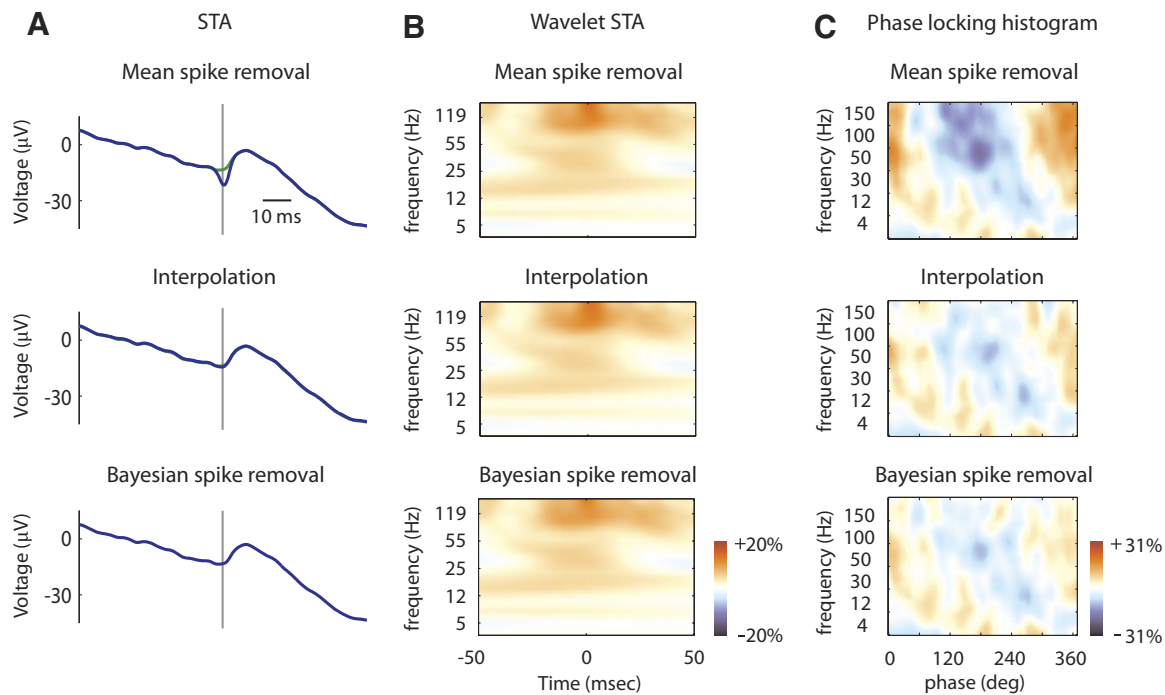 A
STA
B
Wavelet STA
C
Phase locking histogram
Mean spike removal
Voltage (μV)
0
-30
10 ms
Mean spike removal
frequency (Hz)
119
55
25
12
5
Mean spike removal
frequency (Hz)
150
100
50
30
12
4
Interpolation
Voltage (μV)
0
-30
Interpolation
frequency (Hz)
119
55
25
12
5
Interpolation
frequency (Hz)
150
100
50
30
12
4
Bayesian spike removal
Voltage (μV)
0
-30
Bayesian spike removal
frequency (Hz)
119
55
25
12
5
-50 0 50
Time (msec)
+20%
−20%
Bayesian spike removal
frequency (Hz)
150
100
50
30
12
4
0 120 240 360
phase (deg)
+31%
−31%